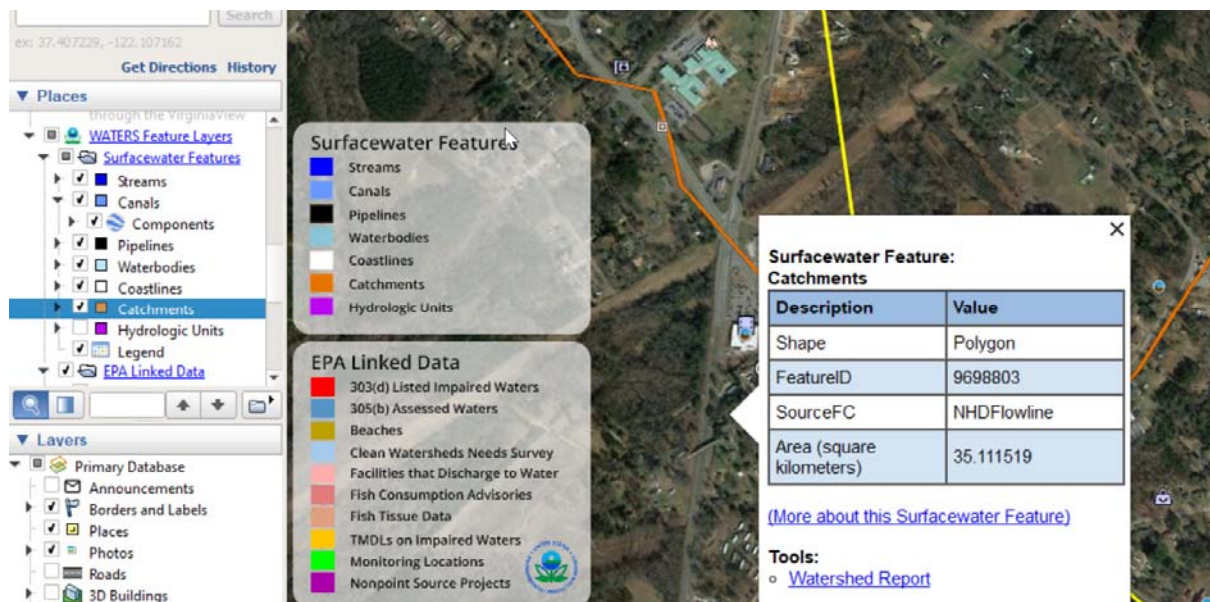 Search
ex: 37.407229, -122.107162
Get Directions History
Places
through the VirginiaView
WATERS Feature Layers
Surfacewater Features
Streams
Canals
Components
Pipelines
Waterbodies
Coastlines
Catchments
Hydrologic Units
Legend
EPA Linked Data
Layers
Primary Database
Announcements
Borders and Labels
Places
Photos
Roads
3D Buildings
Surfacewater Features
Streams
Canals
Pipelines
Waterbodies
Coastlines
Catchments
Hydrologic Units
EPA Linked Data
303(d) Listed Impaired Waters
305(b) Assessed Waters
Beaches
Clean Watersheds Needs Survey
Facilities that Discharge to Water
Fish Consumption Advisories
Fish Tissue Data
TMDLs on Impaired Waters
Monitoring Locations
Nonpoint Source Projects
Surfacewater Feature:
Catchments
Description Value
Shape Polygon
FeatureID 9698803
SourceFC NHDFlowline
Area (square
kilometers) 35.111519
(More about this Surfacewater Feature)
Tools:
Watershed Report